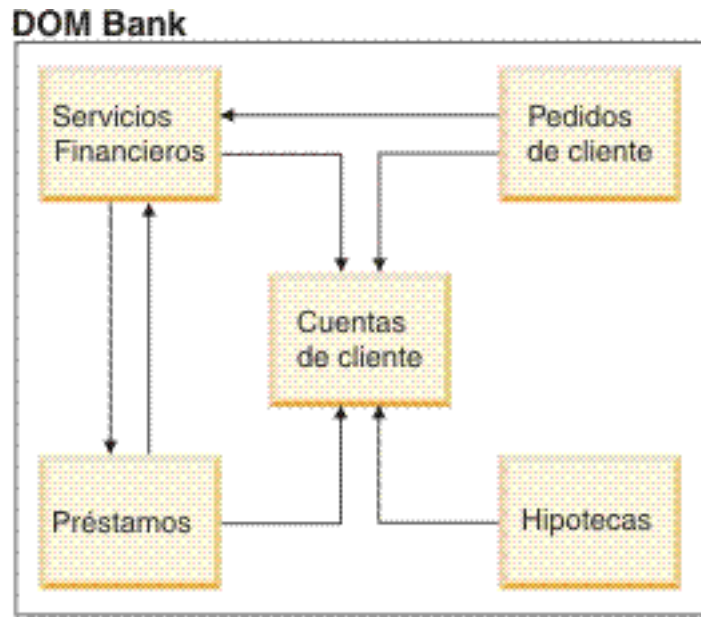 DOM Bank
Servicios
Financieros
Pedidos
de cliente
Cuentas
de cliente
Préstamos
Hipotecas